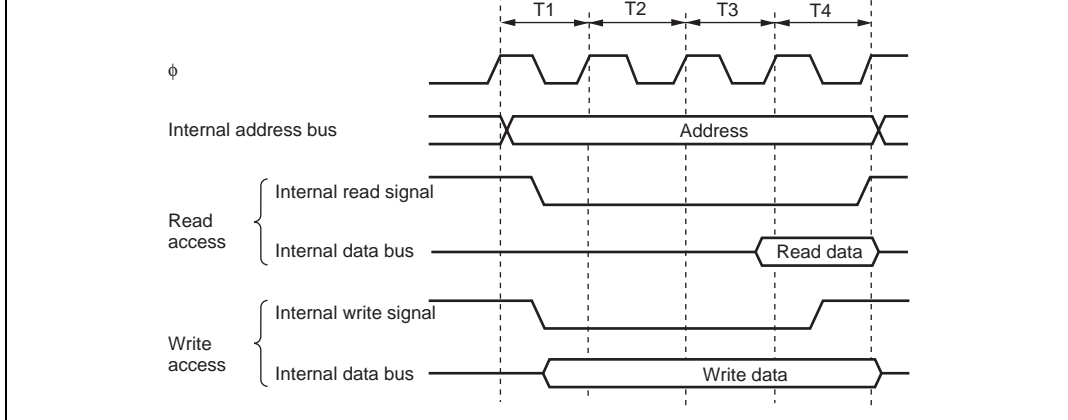 T1 T2 T3 T4
ϕ
Internal address bus
Address
Read
access
Internal read signal
Internal data bus
Read data
Write
access
Internal write signal
Internal data bus
Write data